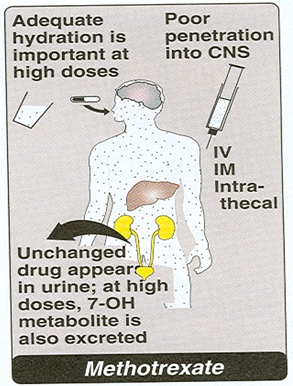 Adequate
hydration is
important at
high doses
Poor
penetration
into CNS
IV
IM
Intra-
thecal
Unchanged
drug appears
in urine; at high
doses, 7-OH
metabolite is
also excreted
Methotrexate